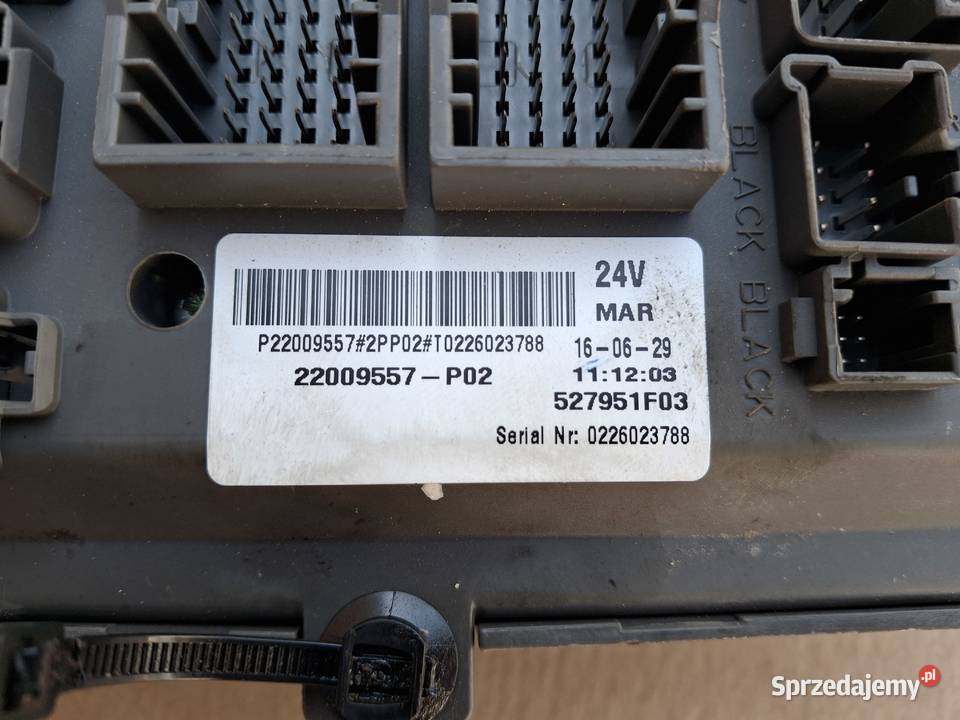 24V
MAR
P22009557#2PP02#T0226023788
16-06-29
22009557-P02
11:12:03
527951F03
Serial Nr: 0226023788
BLACK
BLACK
Sprzedajemy.pl